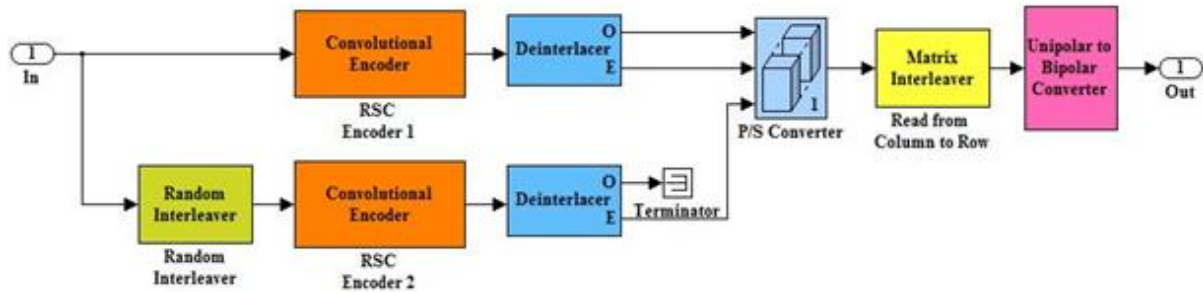 1
In
Convolutional
Encoder
RSC
Encoder 1
Deinterlacer
O
E
1
P/S Converter
Matrix
Interleaver
Read from
Column to Row
Unipolar to
Bipolar
Converter
1
Out
Random
Interleaver
Random
Interleaver
Convolutional
Encoder
RSC
Encoder 2
Deinterlacer
O
E
Terminator